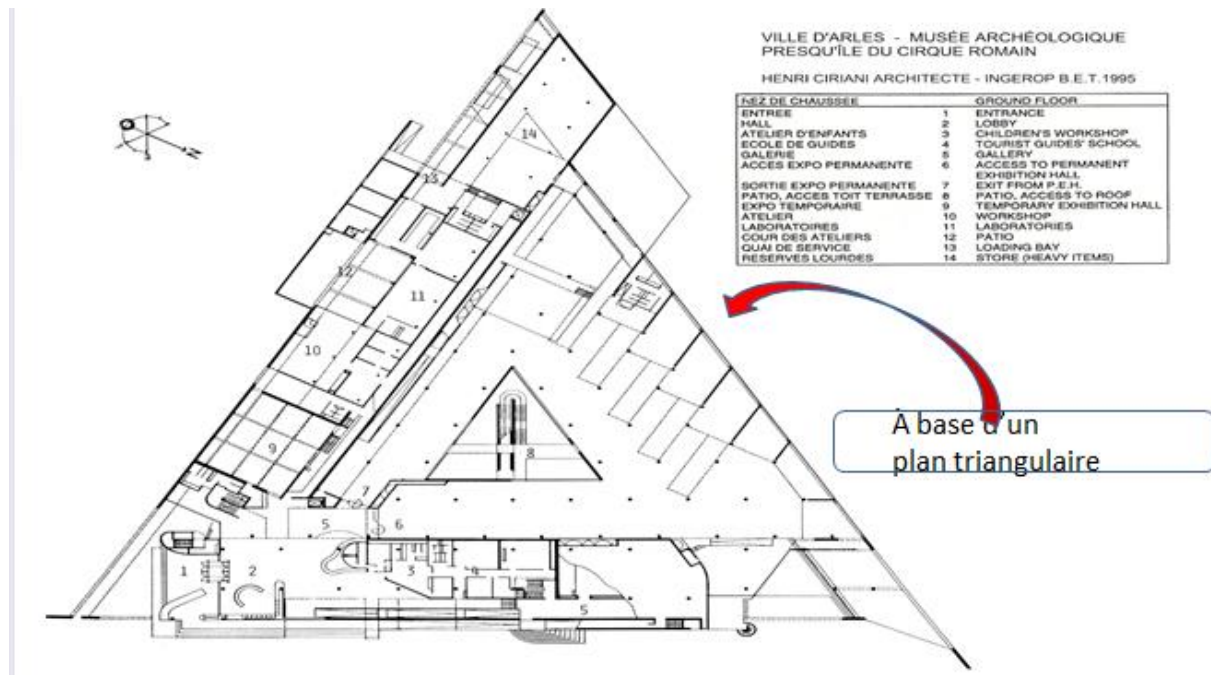 VILLE D'ARLES - MUSÉE ARCHÉOLOGIQUE
PRESQU'ÎLE DU CIRQUE ROMAIN
HENRI CIRIANI ARCHITECTE - INGEROP B.E.T.1995
REZ DE CHAUSSEE GROUND FLOOR
ENTREE 1 ENTRANCE
HALL 2 LOBBY
ATELIER D'ENFANTS 3 CHILDREN'S WORKSHOP
ECOLE DE GUIDES 4 TOURIST GUIDES' SCHOOL
GALERIE 5 GALLERY
ACCES EXPO PERMANENTE 6 ACCESS TO PERMANENT
EXHIBITION HALL
SORTIE EXPO PERMANENTE 7 EXIT FROM P.E.H.
PATIO, ACCES TOIT TERRASSE 8 PATIO, ACCESS TO ROOF
EXPO TEMPORAIRE 9 TEMPORARY EXHIBITION HALL
ATELIER 10 WORKSHOP
LABORATOIRES 11 LABORATORIES
COUR DES ATELIERS 12 PATIO
QUAI DE SERVICE 13 LOADING BAY
RESERVES LOURDES 14 STORE (HEAVY ITEMS)
N
S
14
13
12
11
10
9
8
7
5
6
1
2
3
4
5
À base d'un
plan triangulaire